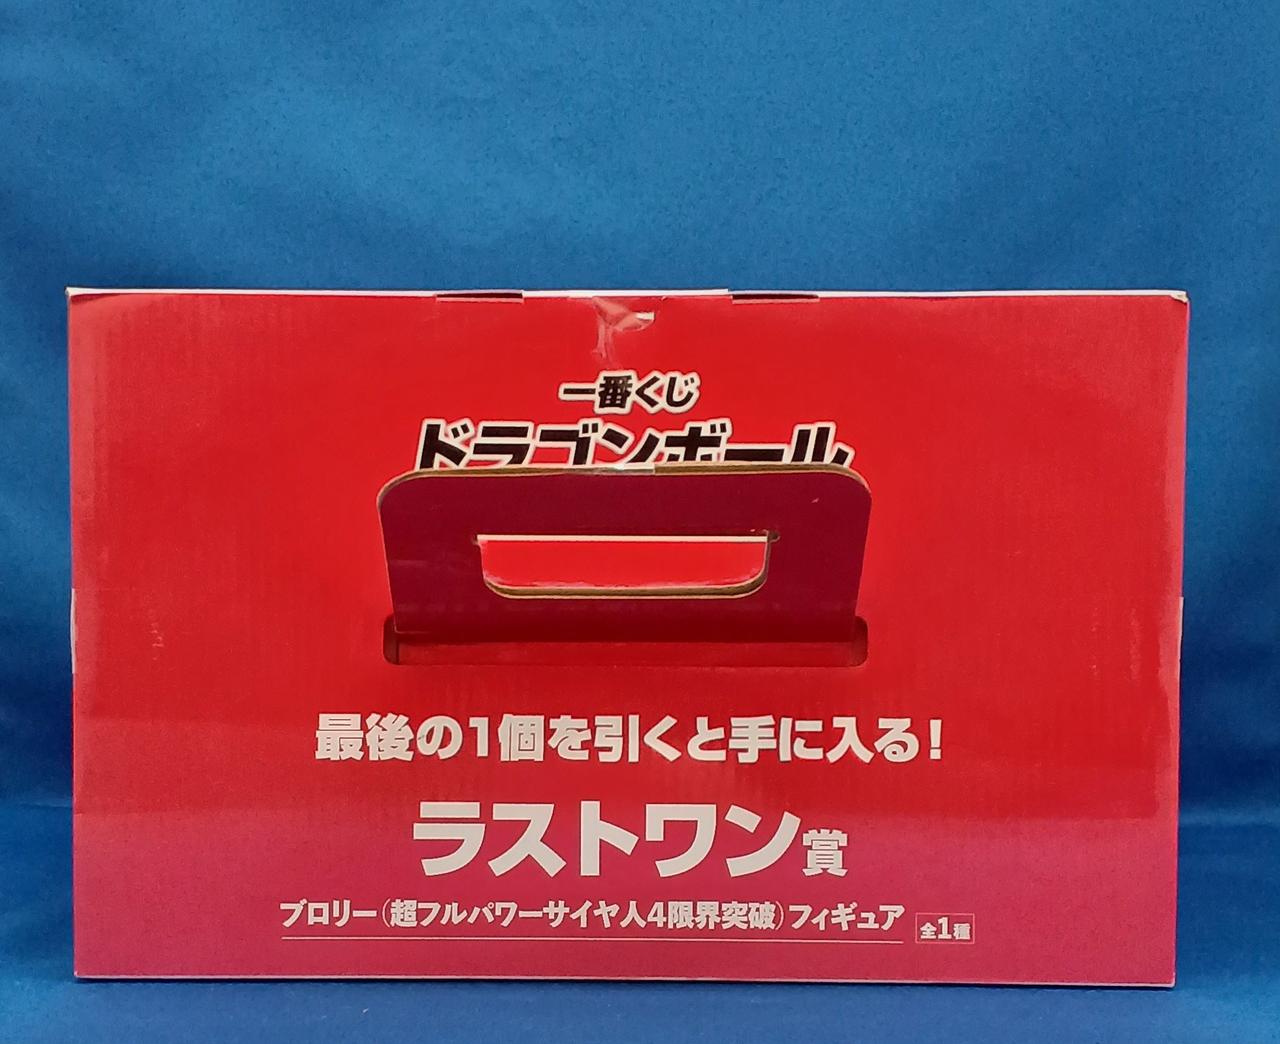 一番くじ
ドラゴンボール
最後の1個を引くと手に入る!
ラストワン賞
ブロリー(超フルパワーサイヤ人4限界突破)フィギュア 全1種